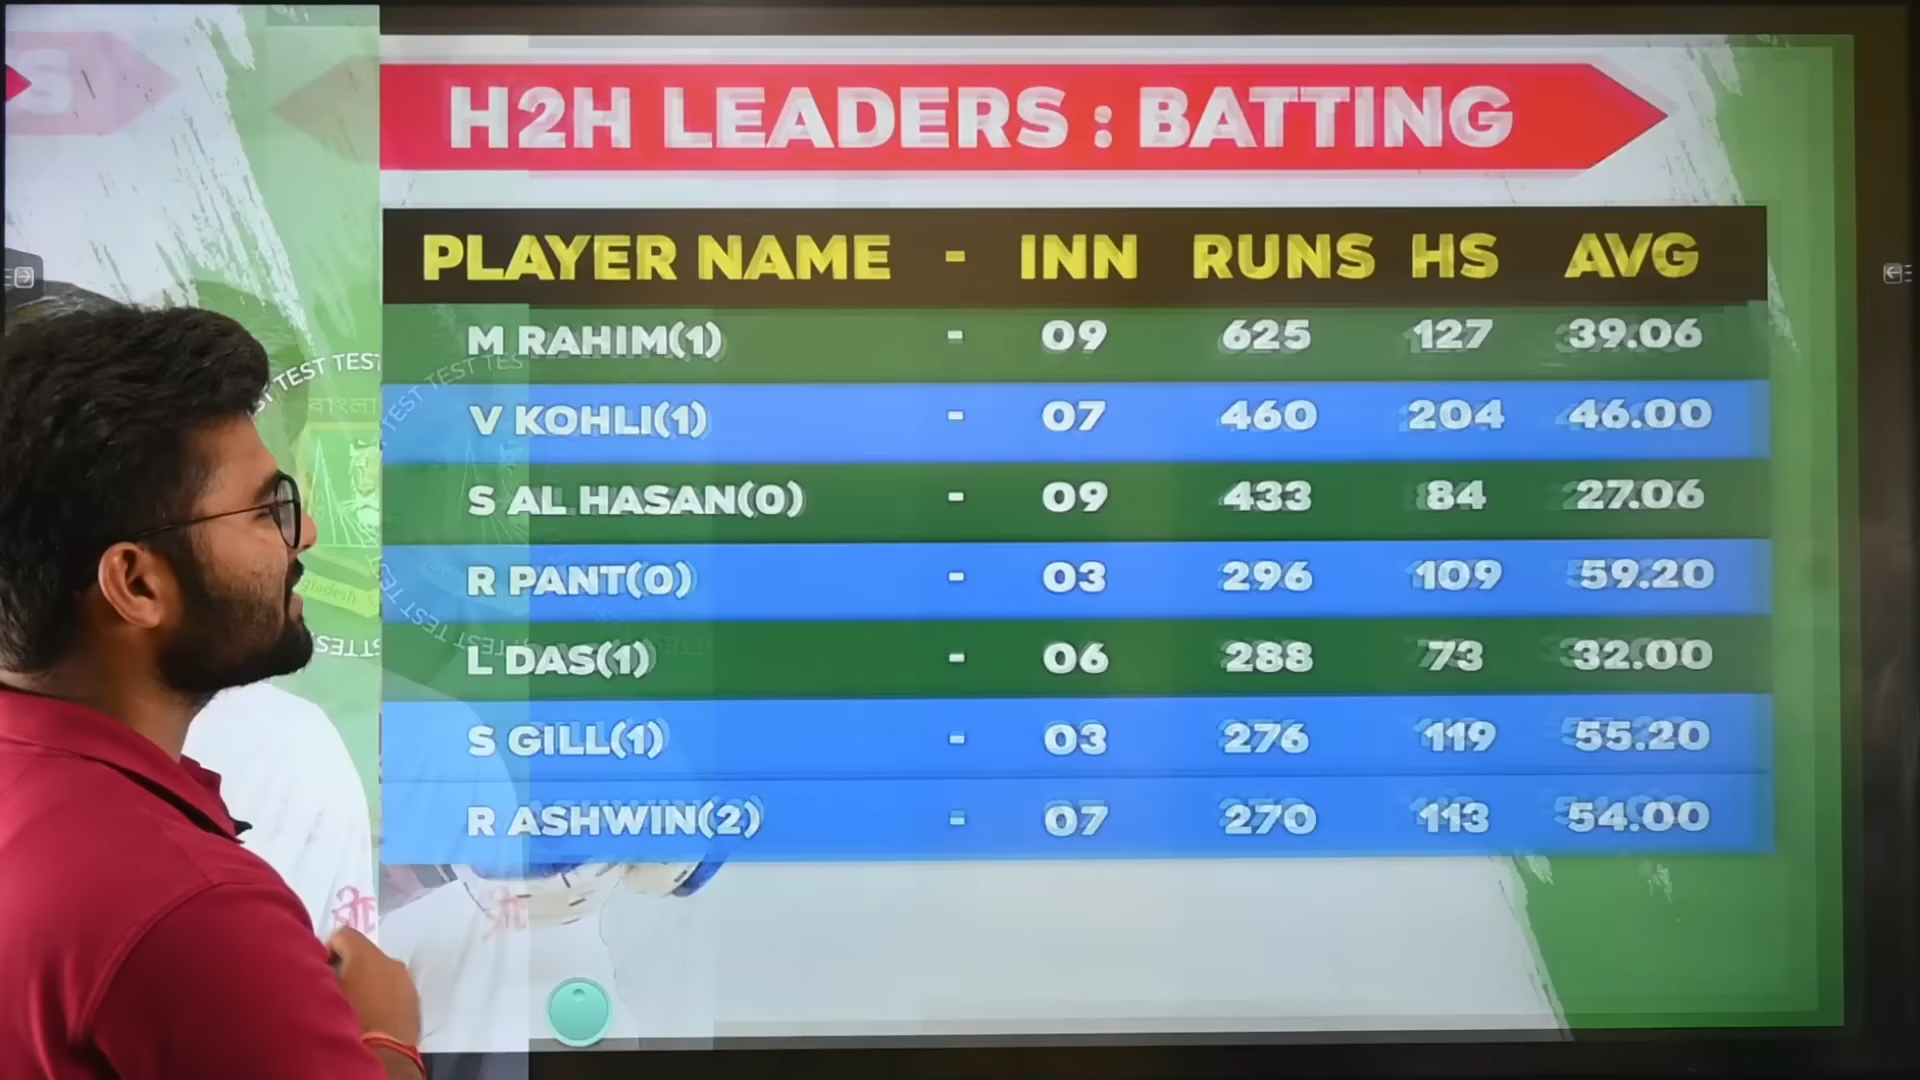 S
H2H LEADERS : BATTING
PLAYER NAME - INN RUNS HS AVG
M RAHIM(1) - 09 625 127 39.06
V KOHLI(1) - 07 460 204 46.00
S AL HASAN(0) - 09 433 84 27.06
R PANT(0) - 03 296 109 59.20
L DAS(1) - 06 288 73 32.00
S GILL(1) - 03 276 119 55.20
R ASHWIN(2) - 07 270 113 54.00
TEST TEST
TEST TEST TES